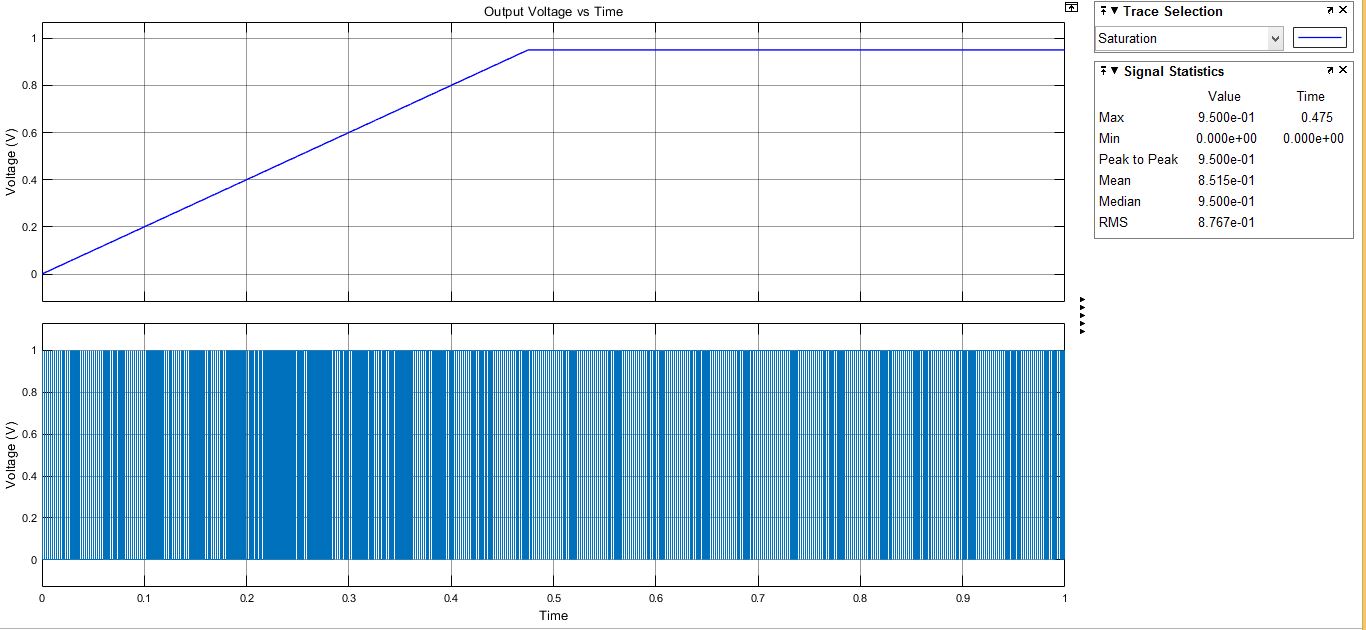 Output Voltage vs Time
1
0.8
0.6
0.4
0.2
0
Voltage (V)
1
0.8
0.6
0.4
0.2
0
Voltage (V)
0 0.1 0.2 0.3 0.4 0.5 0.6 0.7 0.8 0.9 1
Time
Trace Selection
Saturation
Signal Statistics
Value Time
Max 9.500e-01 0.475
Min 0.000e+00 0.000e+00
Peak to Peak 9.500e-01
Mean 8.515e-01
Median 9.500e-01
RMS 8.767e-01